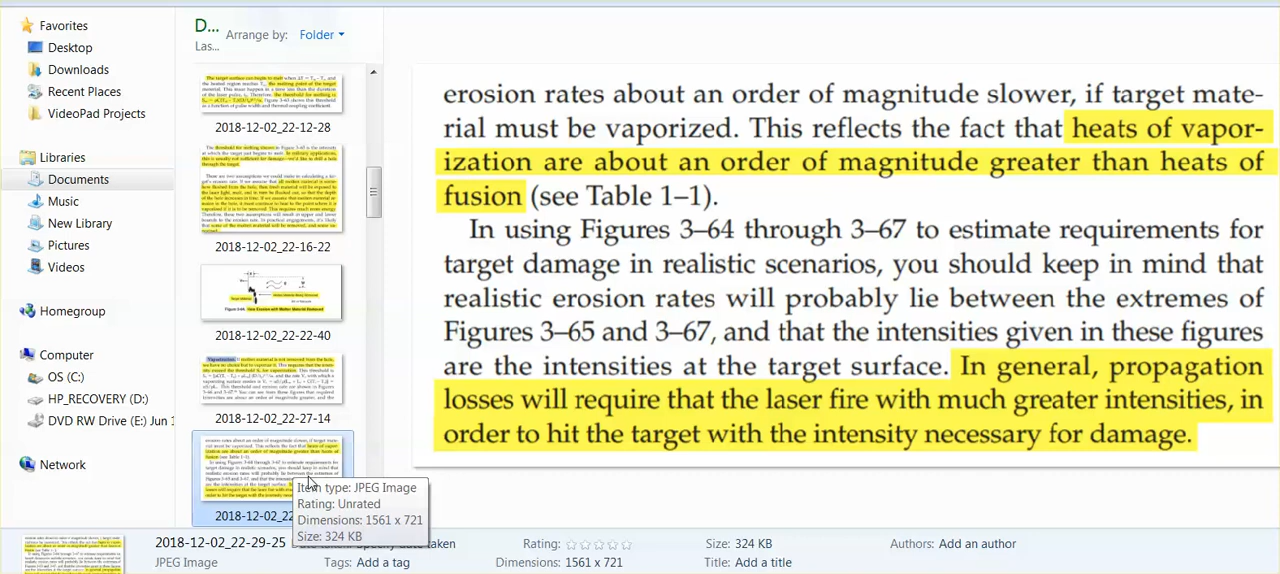 Favorites
Desktop
Downloads
Recent Places
VideoPad Projects
Libraries
Documents
Music
New Library
Pictures
Videos
Homegroup
Computer
OS (C:)
HP_RECOVERY (D:)
DVD RW Drive (E:) Jun 1
Network
D...
Las...
Arrange by: Folder
2018-12-02_22-12-28
2018-12-02_22-16-22
2018-12-02_22-22-40
2018-12-02_22-27-14
2018-12-02_22
Item type: JPEG Image
Rating: Unrated
Dimensions: 1561 x 721
Size: 324 KB
erosion rates about an order of magnitude slower, if target mate-
rial must be vaporized. This reflects the fact that heats of vapor-
ization are about an order of magnitude greater than heats of
fusion (see Table 1–1).
In using Figures 3–64 through 3–67 to estimate requirements for
target damage in realistic scenarios, you should keep in mind that
realistic erosion rates will probably lie between the extremes of
Figures 3–65 and 3–67, and that the intensities given in these figures
are the intensities at the target surface. In general, propagation
losses will require that the laser fire with much greater intensities, in
order to hit the target with the intensity necessary for damage.
2018-12-02_22-29-25
taken
Rating:
Size: 324 KB
Authors: Add an author
JPEG Image
Tags: Add a tag
Dimensions: 1561 x 721
Title: Add a title